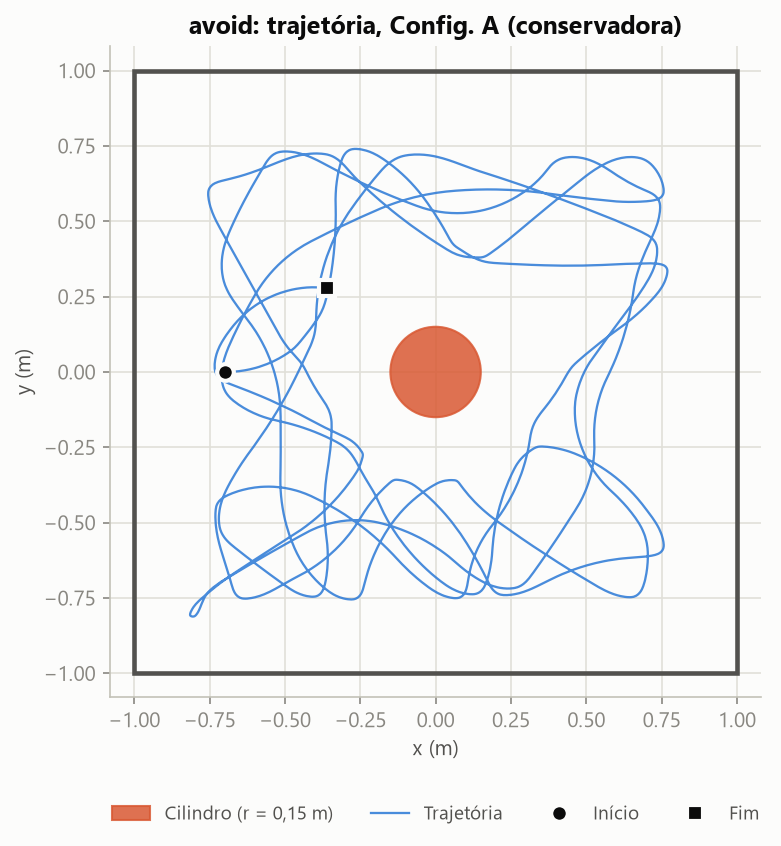 avoid: trajetória, Config. A (conservadora)
1.00
0.75
0.50
0.25
0.00
−0.25
−0.50
−0.75
−1.00
y (m)
−1.00 −0.75 −0.50 −0.25 0.00 0.25 0.50 0.75 1.00
x (m)
Cilindro (r = 0,15 m) Trajetória Início Fim